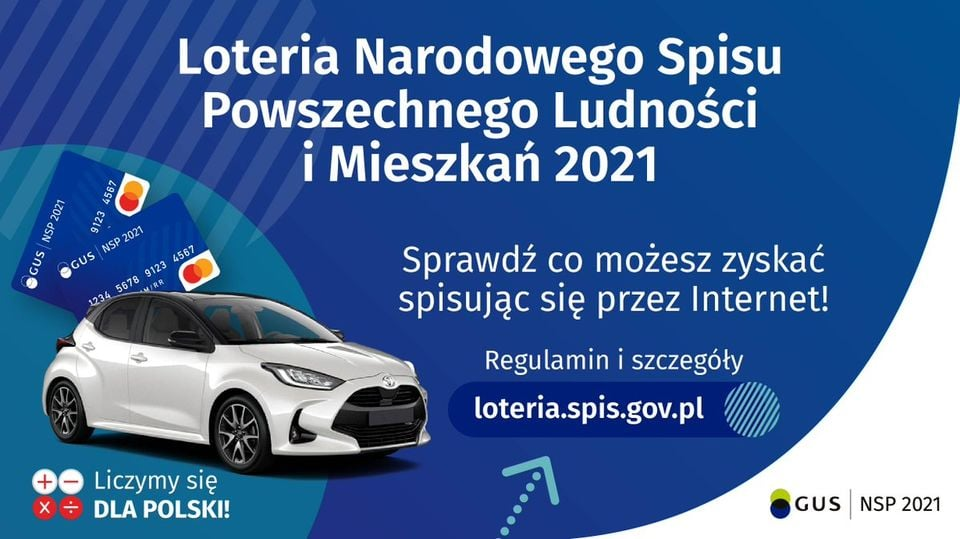 Loteria Narodowego Spisu
Powszechnego Ludności
i Mieszkań 2021
GUS | NSP 2021
9123 4567
GUS | NSP 2021
1234 5678 9123 4567
Sprawdź co możesz zyskać
spisując się przez Internet!
Regulamin i szczegóły
loteria.spis.gov.pl
Liczymy się
DLA POLSKI!
GUS | NSP 2021